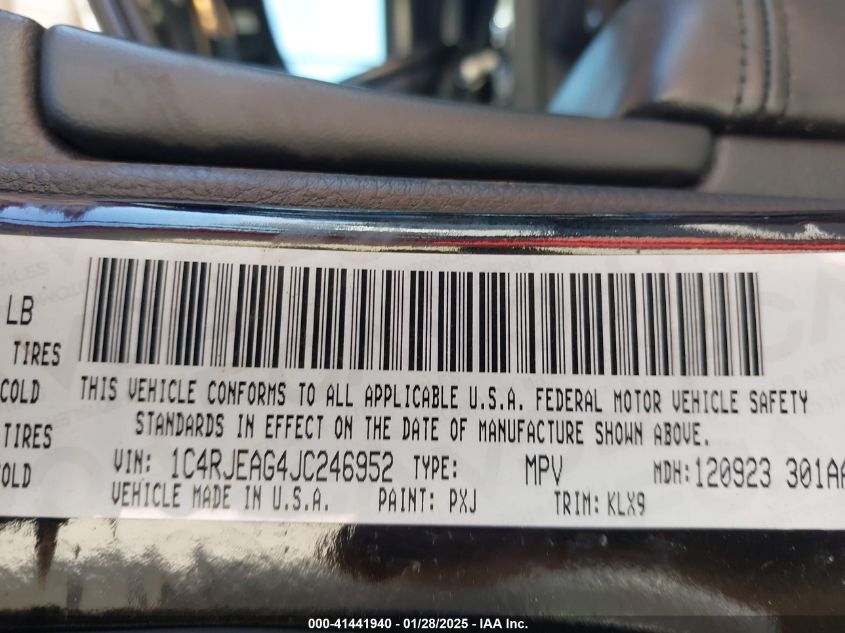 LB
TIRES
COLD
TIRES
OLD
THIS VEHICLE CONFORMS TO ALL APPLICABLE U.S.A. FEDERAL MOTOR VEHICLE SAFETY
STANDARDS IN EFFECT ON THE DATE OF MANUFACTURE SHOWN ABOVE.
VIN: 1C4RJEAG4JC246952 TYPE: MPV MDH:120923 301AA
VEHICLE MADE IN U.S.A. PAINT: PXJ TRIM: KLX9
000-41441940 - 01/28/2025 - IAA Inc.